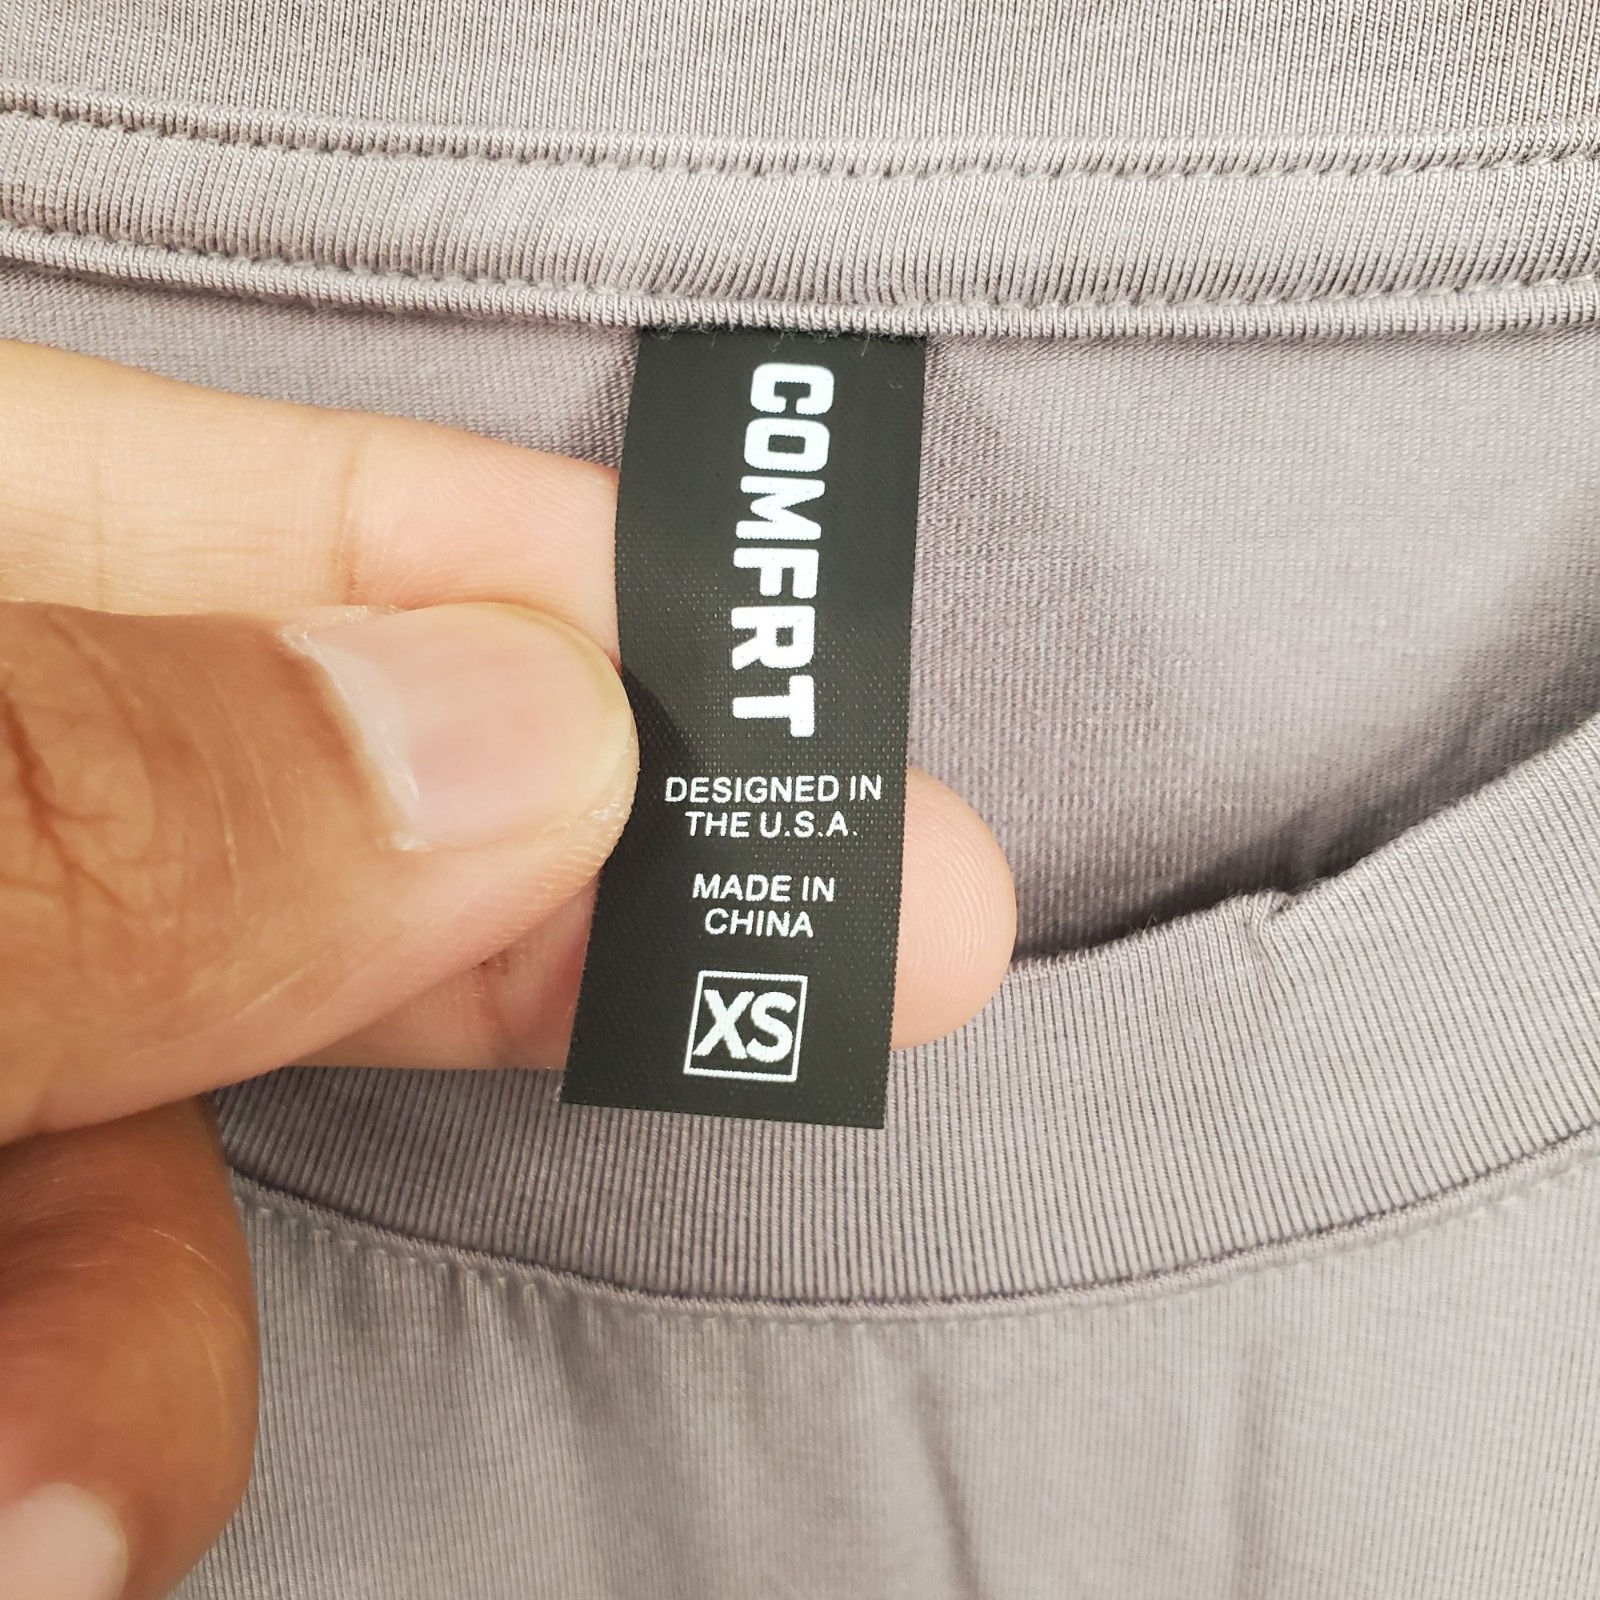 COMFRT
DESIGNED IN
THE U.S.A.
MADE IN
CHINA
XS